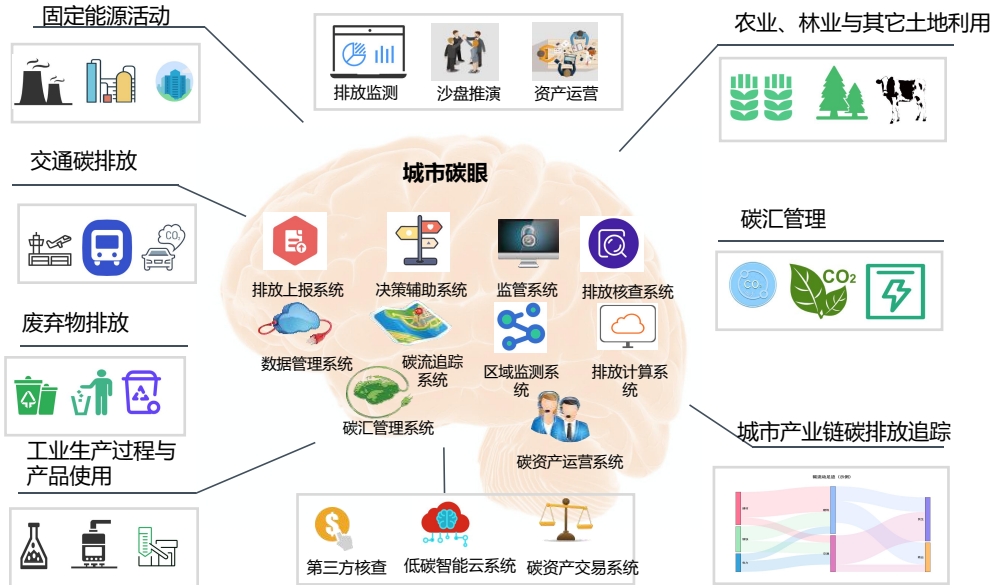 固定能源活动
农业、林业与其它土地利用
排放监测
沙盘推演
资产运营
交通碳排放
城市碳眼
CO₂
碳汇管理
排放上报系统
决策辅助系统
监管系统
排放核查系统
CO₂
废弃物排放
数据管理系统
碳流追踪
系统
区域监测系
统
排放计算系
统
碳汇管理系统
工业生产过程与
产品使用
碳资产运营系统
城市产业链碳排放追踪
第三方核查
低碳智能云系统
碳资产交易系统